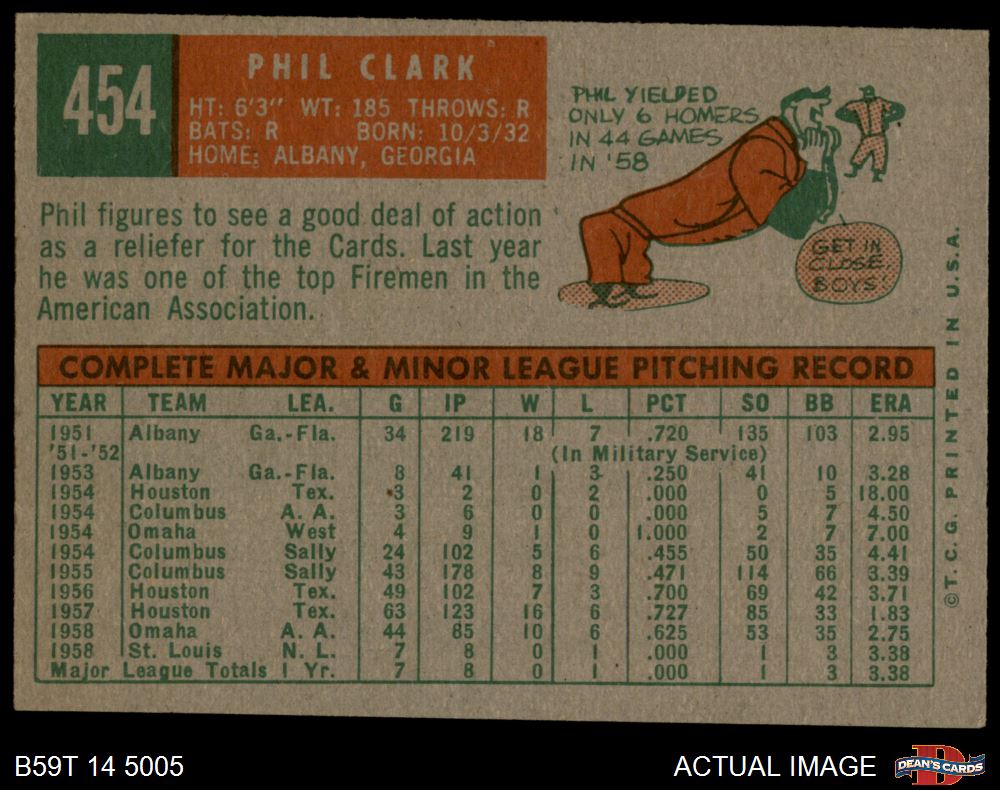 454
PHIL CLARK
HT: 6'3" WT: 185 THROWS: R
BATS: R BORN: 10/3/32
HOME: ALBANY, GEORGIA
PHIL YIELDED
ONLY 6 HOMERS
IN 44 GAMES
IN '58
GET IN
CLOSE,
BOYS
Phil figures to see a good deal of action
as a reliefer for the Cards. Last year
he was one of the top Firemen in the
American Association.
COMPLETE MAJOR & MINOR LEAGUE PITCHING RECORD
YEAR TEAM LEA. G IP W L PCT SO BB ERA
1951 Albany Ga.-Fla. 34 219 18 7 .720 135 103 2.95
'51-'52 (In Military Service)
1953 Albany Ga.-Fla. 8 41 1 3 .250 41 10 3.28
1954 Houston Tex. 3 2 0 2 .000 0 5 18.00
1954 Columbus A. A. 3 6 0 0 .000 5 7 4.50
1954 Omaha West 4 9 1 0 1.000 2 7 7.00
1954 Columbus Sally 24 102 5 6 .455 50 35 4.41
1955 Columbus Sally 43 178 8 9 .471 114 66 3.39
1956 Houston Tex. 49 102 7 3 .700 69 42 3.71
1957 Houston Tex. 63 123 16 6 .727 85 33 1.83
1958 Omaha A. A. 44 85 10 6 .625 53 35 2.75
1958 St. Louis N. L. 7 8 0 1 .000 1 3 3.38
Major League Totals 1 Yr. 7 8 0 1 .000 1 3 3.38
©T. C. G. PRINTED IN U.S.A.
B59T 14 5005
ACTUAL IMAGE
D
DEAN'S CARDS